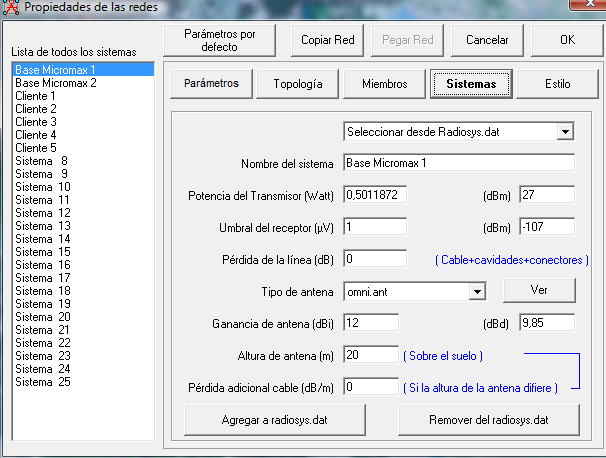 Propiedades de las redes
Parámetros por defecto
Copiar Red
Pegar Red
Cancelar
OK
Lista de todos los sistemas
Base Micromax 1
Base Micromax 2
Cliente 1
Cliente 2
Cliente 3
Cliente 4
Cliente 5
Sistema 8
Sistema 9
Sistema 10
Sistema 11
Sistema 12
Sistema 13
Sistema 14
Sistema 15
Sistema 16
Sistema 17
Sistema 18
Sistema 19
Sistema 20
Sistema 21
Sistema 22
Sistema 23
Sistema 24
Sistema 25
Parámetros
Topología
Miembros
Sistemas
Estilo
Seleccionar desde Radiosys.dat
Nombre del sistema Base Micromax 1
Potencia del Transmisor (Watt) 0,5011872 (dBm) 27
Umbral del receptor (µV) 1 (dBm) -107
Pérdida de la línea (dB) 0 ( Cable+cavidades+conectores )
Tipo de antena omni.ant Ver
Ganancia de antena (dBi) 12 (dBd) 9,85
Altura de antena (m) 20 ( Sobre el suelo )
Pérdida adicional cable (dB/m) 0 ( Si la altura de la antena difiere )
Agregar a radiosys.dat
Remover del radiosys.dat